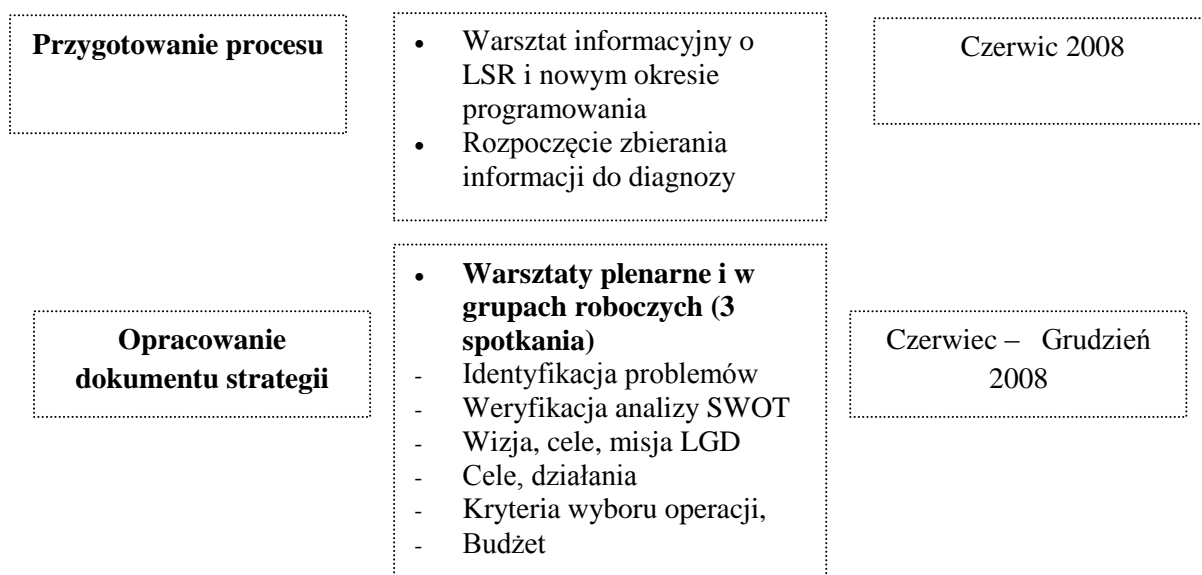 Przygotowanie procesu
• Warsztat informacyjny o
LSR i nowym okresie
programowania
• Rozpoczęcie zbierania
informacji do diagnozy
Czerwic 2008
Opracowanie
dokumentu strategii
• Warsztaty plenarne i w
grupach roboczych (3
spotkania)
- Identyfikacja problemów
- Weryfikacja analizy SWOT
- Wizja, cele, misja LGD
- Cele, działania
- Kryteria wyboru operacji,
- Budżet
Czerwiec – Grudzień
2008